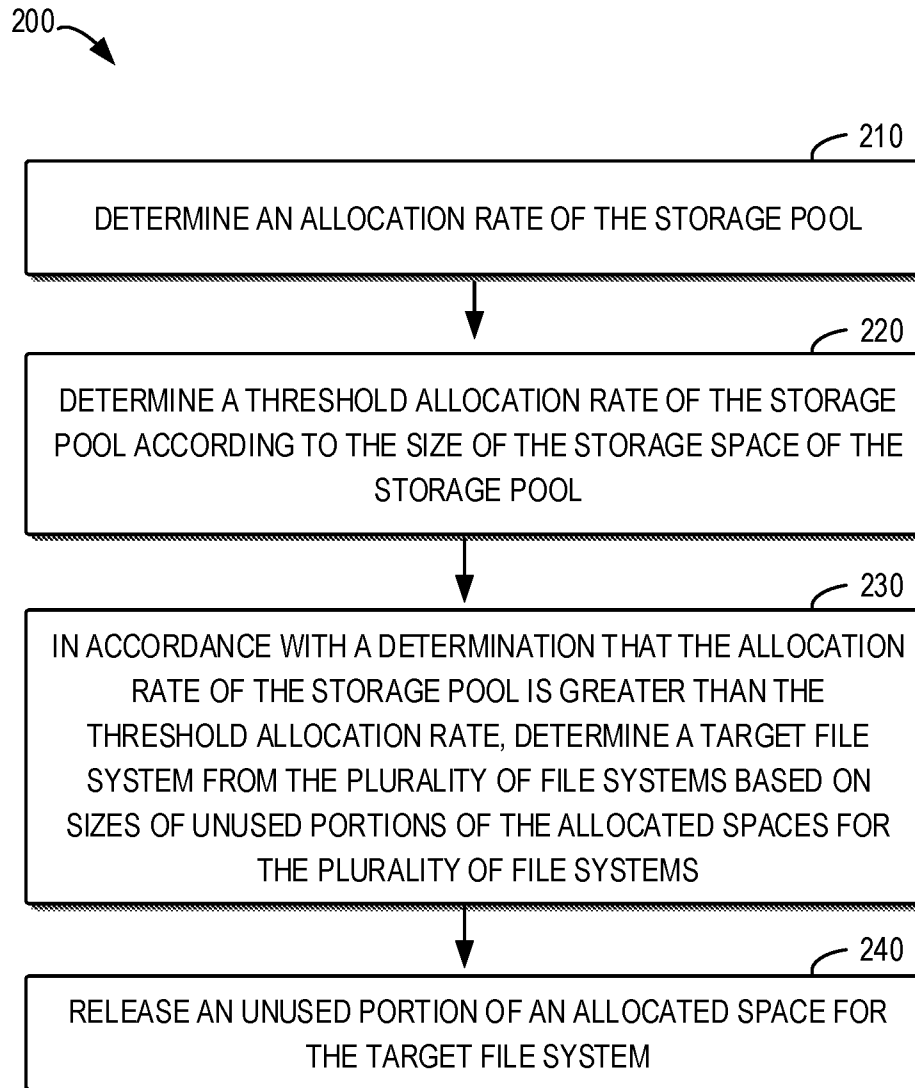 200
210
DETERMINE AN ALLOCATION RATE OF THE STORAGE POOL
220
DETERMINE A THRESHOLD ALLOCATION RATE OF THE STORAGE
POOL ACCORDING TO THE SIZE OF THE STORAGE SPACE OF THE
STORAGE POOL
230
IN ACCORDANCE WITH A DETERMINATION THAT THE ALLOCATION
RATE OF THE STORAGE POOL IS GREATER THAN THE
THRESHOLD ALLOCATION RATE, DETERMINE A TARGET FILE
SYSTEM FROM THE PLURALITY OF FILE SYSTEMS BASED ON
SIZES OF UNUSED PORTIONS OF THE ALLOCATED SPACES FOR
THE PLURALITY OF FILE SYSTEMS
240
RELEASE AN UNUSED PORTION OF AN ALLOCATED SPACE FOR
THE TARGET FILE SYSTEM